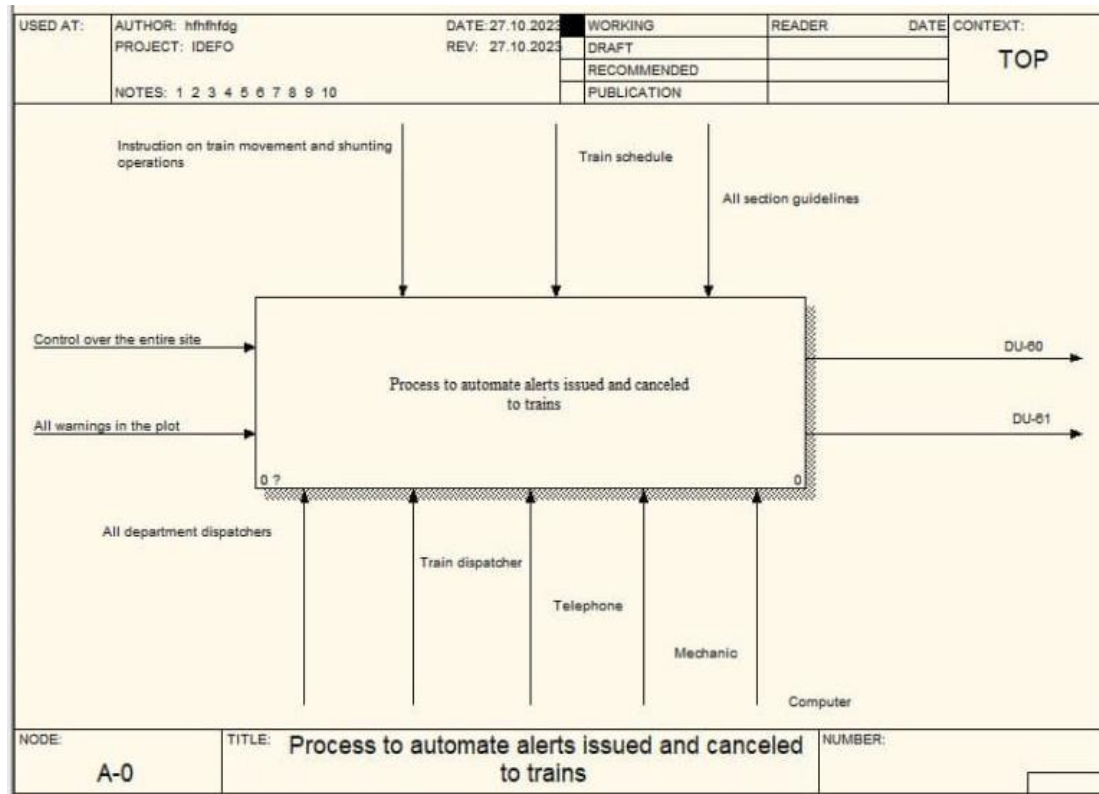 USED AT:
AUTHOR: hfhfhfdg
DATE:27.10.2023
WORKING
READER
DATE
CONTEXT:
PROJECT: IDEFO
REV: 27.10.2023
DRAFT
TOP
RECOMMENDED
NOTES: 1 2 3 4 5 6 7 8 9 10
PUBLICATION
Instruction on train movement and shunting
operations
Train schedule
All section guidelines
Control over the entire site
DU-60
Process to automate alerts issued and canceled
to trains
All warnings in the plot
DU-61
0 ?
0
All department dispatchers
Train dispatcher
Telephone
Mechanic
Computer
NODE:
A-0
TITLE:
Process to automate alerts issued and canceled
to trains
NUMBER: